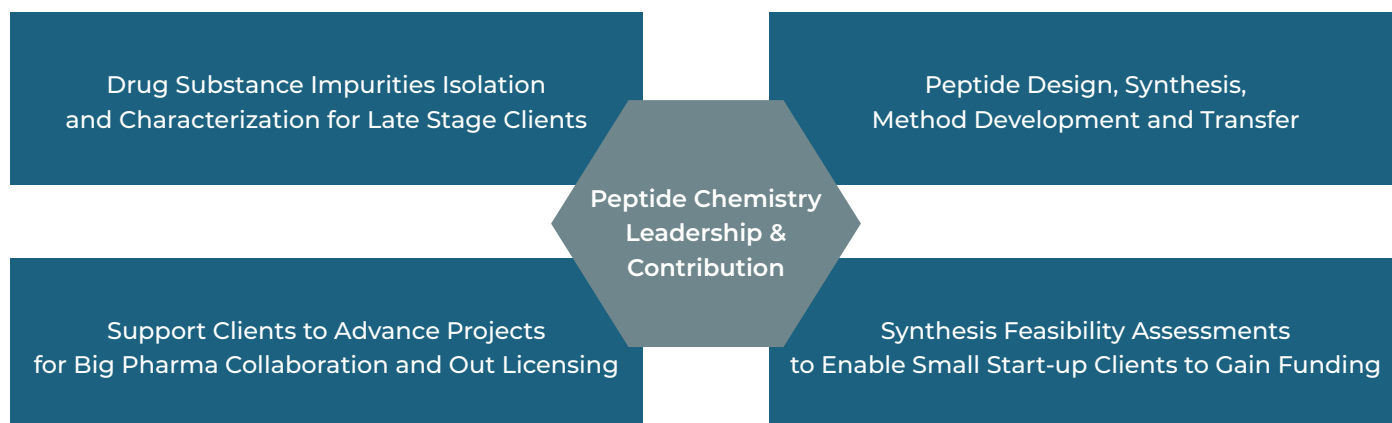 Drug Substance Impurities Isolation
and Characterization for Late Stage Clients
Peptide Design, Synthesis,
Method Development and Transfer
Peptide Chemistry
Leadership &
Contribution
Support Clients to Advance Projects
for Big Pharma Collaboration and Out Licensing
Synthesis Feasibility Assessments
to Enable Small Start-up Clients to Gain Funding